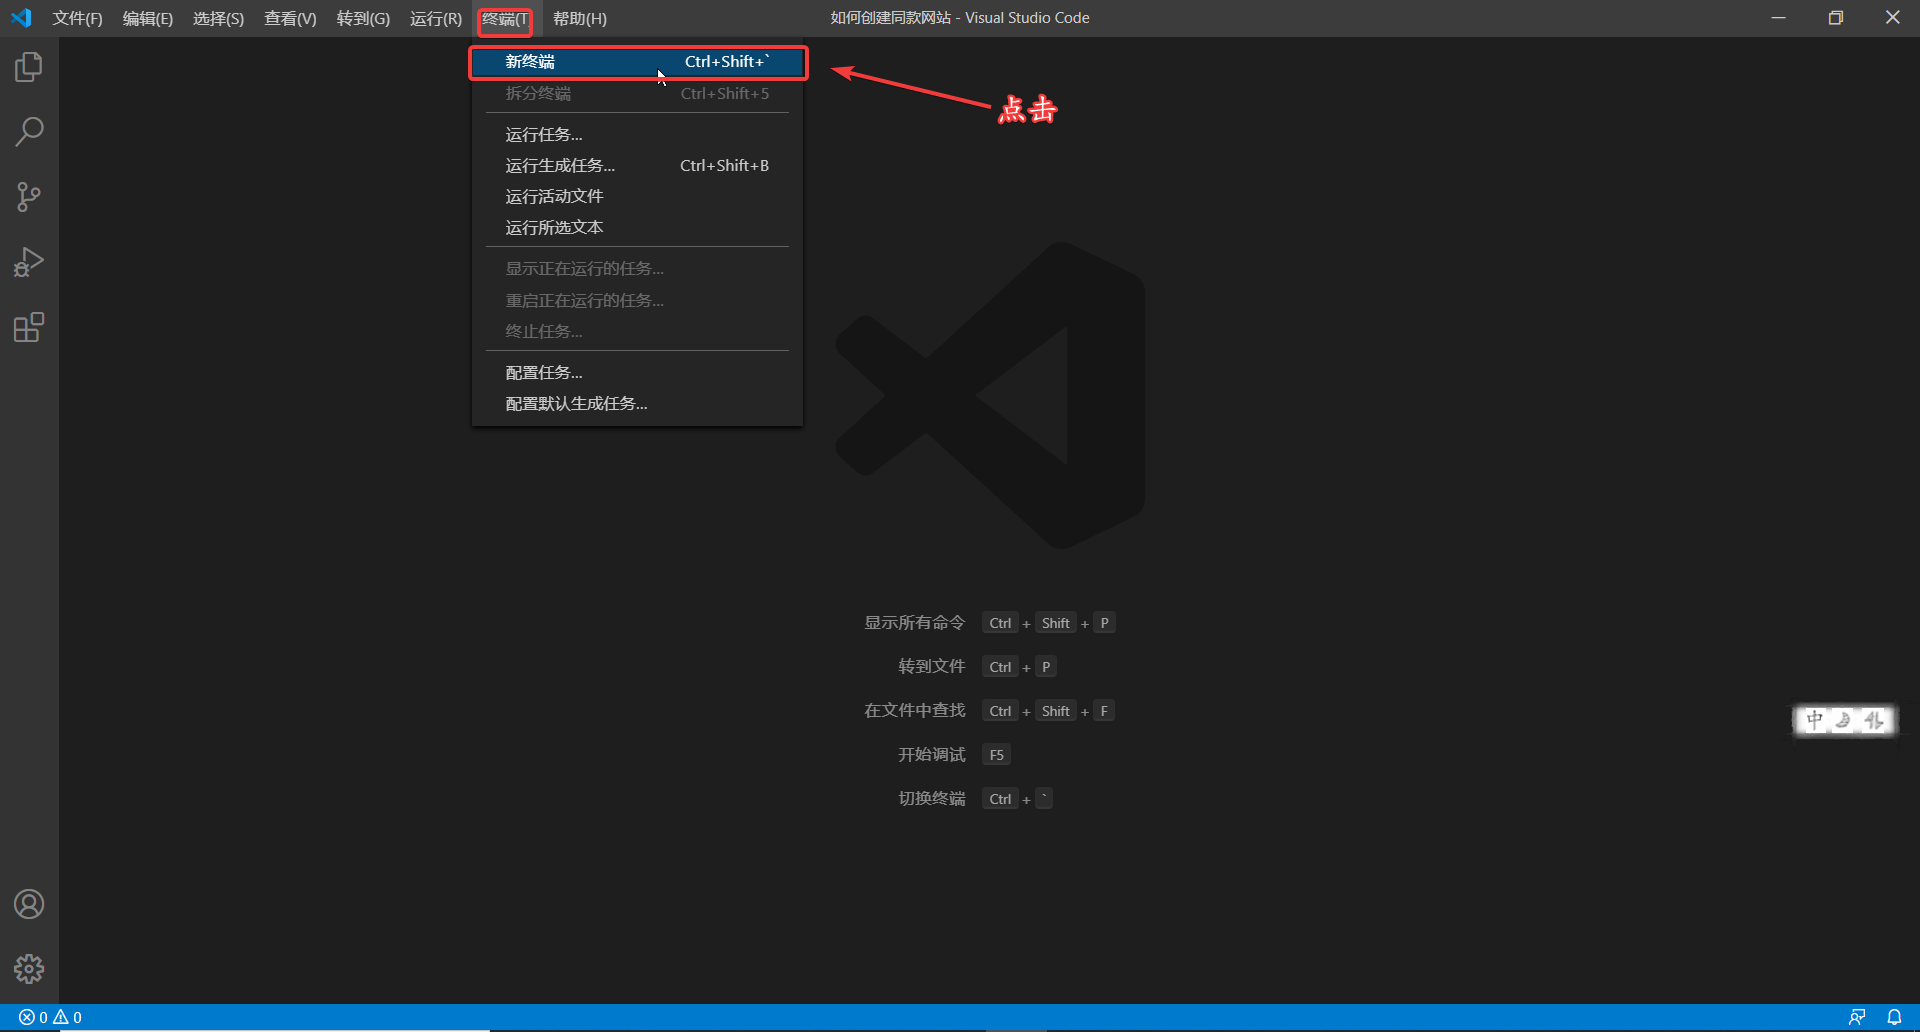 文件(F) 编辑(E) 选择(S) 查看(V) 转到(G) 运行(R) 终端(T 帮助(H) 如何创建同款网站 - Visual Studio Code
新终端 Ctrl+Shift+`
拆分终端 Ctrl+Shift+5
点击
运行任务...
运行生成任务... Ctrl+Shift+B
运行活动文件
运行所选文本
显示正在运行的任务...
重启正在运行的任务...
终止任务...
配置任务...
配置默认生成任务...
显示所有命令 Ctrl + Shift + P
转到文件 Ctrl + P
在文件中查找 Ctrl + Shift + F
中
开始调试 F5
切换终端 Ctrl + `
0 0